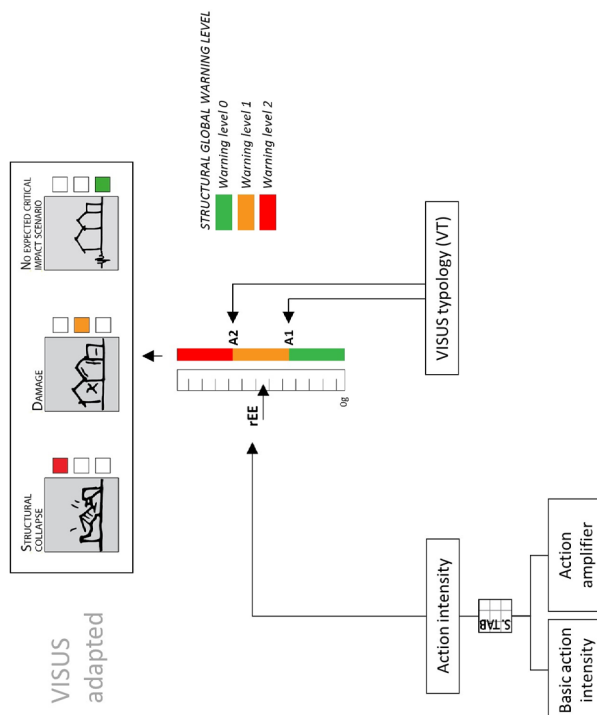 VISUS
adapted
STRUCTURAL
COLLAPSE
DAMAGE
NO EXPECTED CRITICAL
IMPACT SCENARIO
STRUCTURAL GLOBAL WARNING LEVEL
Warning level 0
Warning level 1
Warning level 2
rEE
A2
A1
0g
VISUS typology (VT)
Action intensity
S.TAB
Basic action
intensity
Action
amplifier